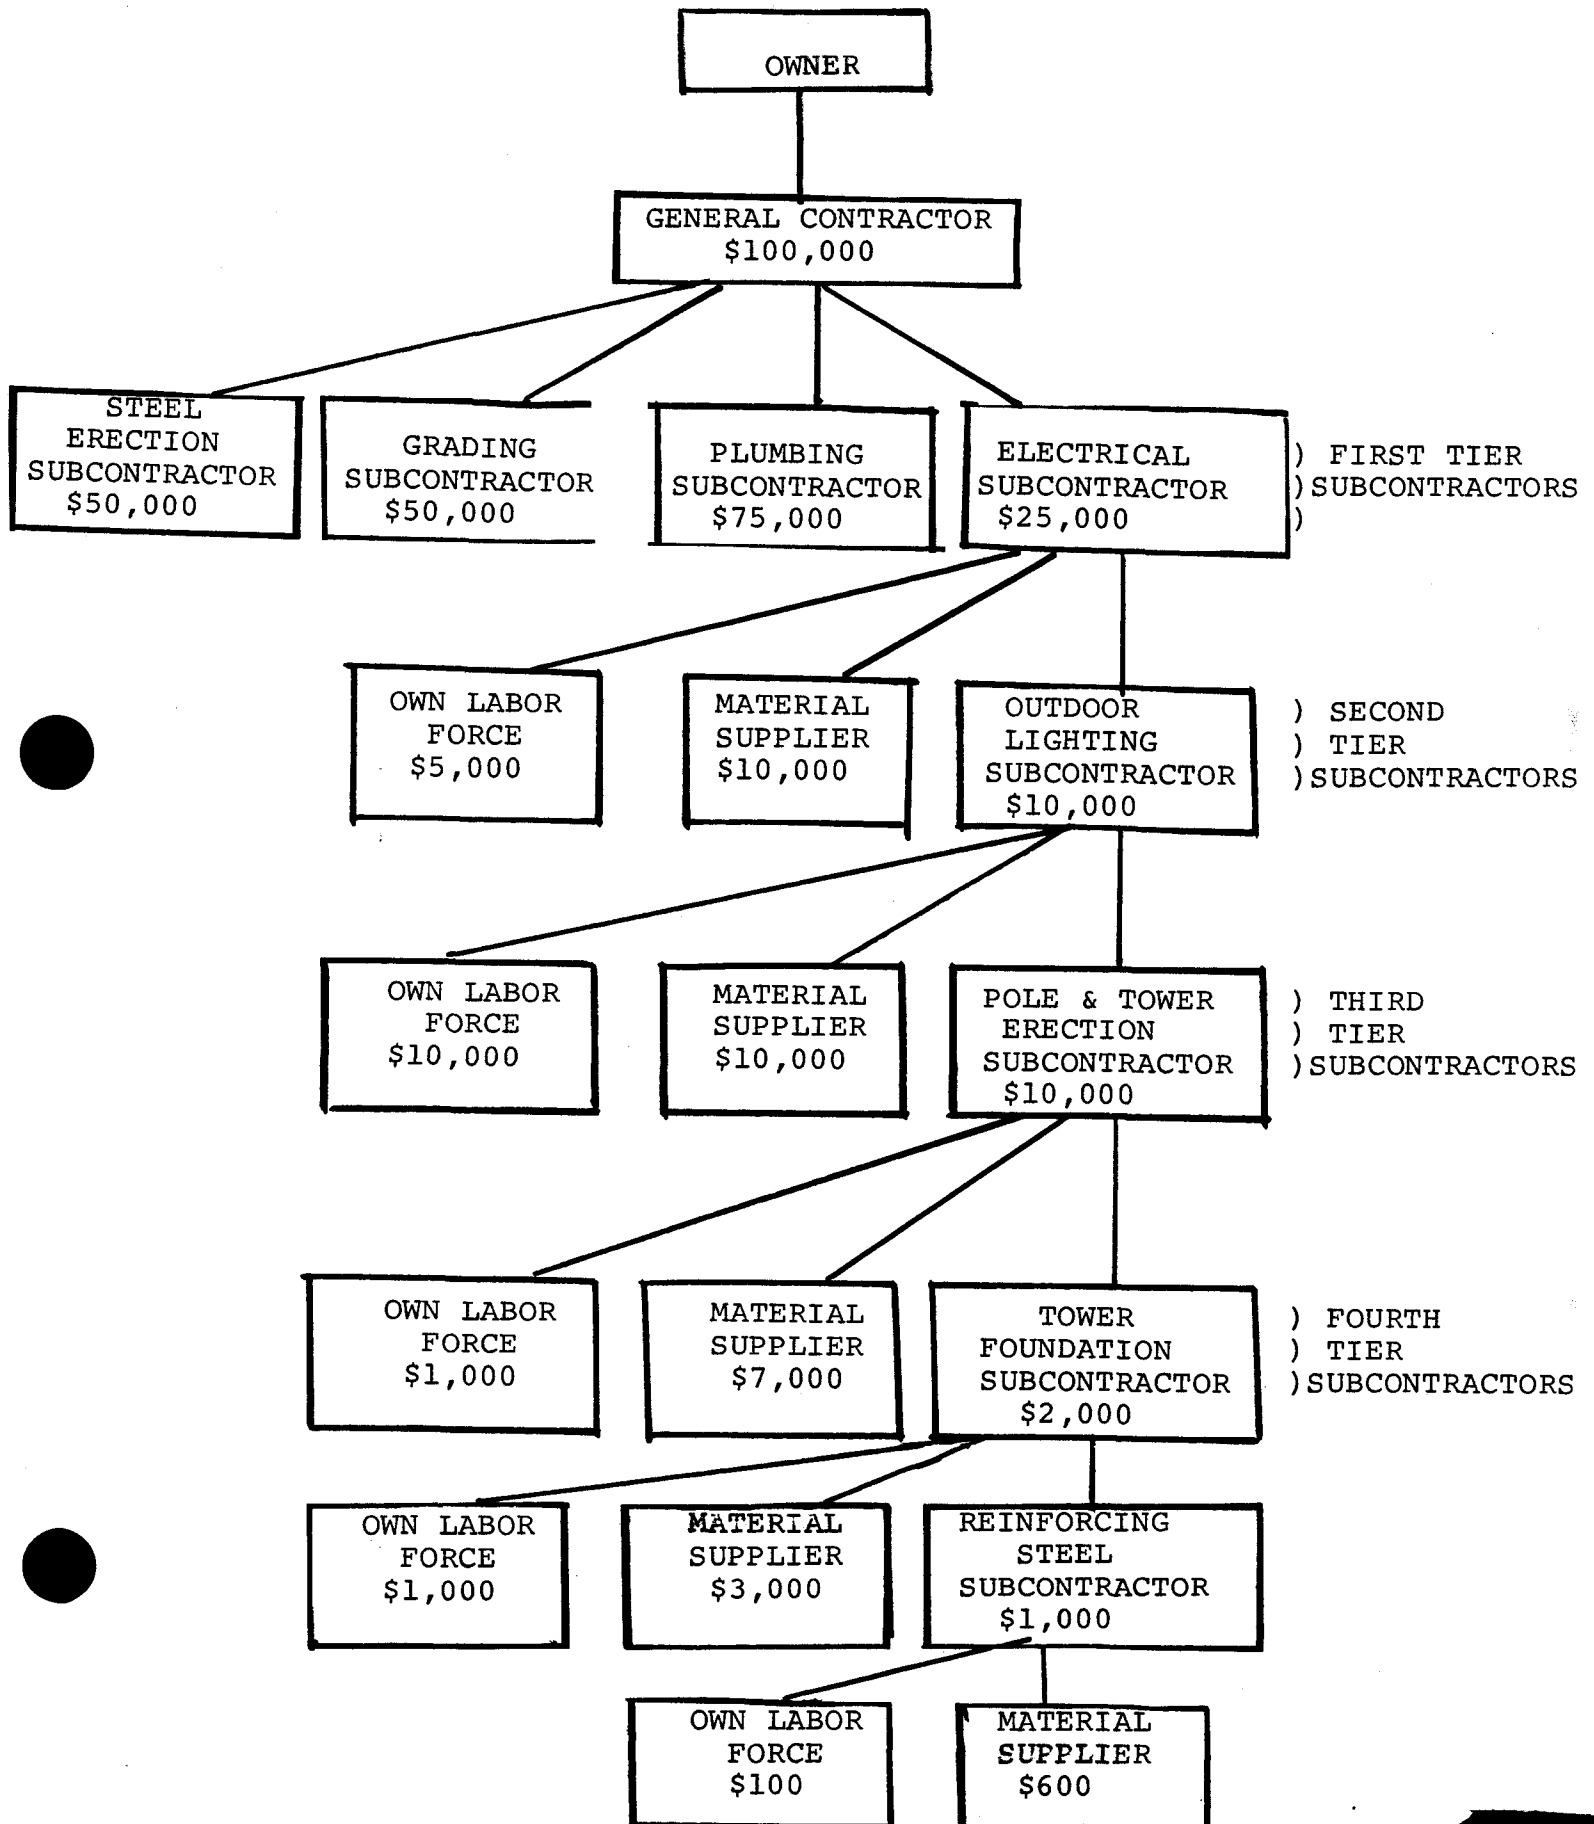 OWNER
GENERAL CONTRACTOR
$100,000
STEEL
ERECTION
SUBCONTRACTOR
$50,000
GRADING
SUBCONTRACTOR
$50,000
PLUMBING
SUBCONTRACTOR
$75,000
ELECTRICAL
SUBCONTRACTOR
$25,000
) FIRST TIER
)SUBCONTRACTORS
)
OWN LABOR
FORCE
$5,000
MATERIAL
SUPPLIER
$10,000
OUTDOOR
LIGHTING
SUBCONTRACTOR
$10,000
) SECOND
) TIER
)SUBCONTRACTORS
OWN LABOR
FORCE
$10,000
MATERIAL
SUPPLIER
$10,000
POLE & TOWER
ERECTION
SUBCONTRACTOR
$10,000
) THIRD
) TIER
)SUBCONTRACTORS
OWN LABOR
FORCE
$1,000
MATERIAL
SUPPLIER
$7,000
TOWER
FOUNDATION
SUBCONTRACTOR
$2,000
) FOURTH
) TIER
)SUBCONTRACTORS
OWN LABOR
FORCE
$1,000
MATERIAL
SUPPLIER
$3,000
REINFORCING
STEEL
SUBCONTRACTOR
$1,000
OWN LABOR
FORCE
$100
MATERIAL
SUPPLIER
$600